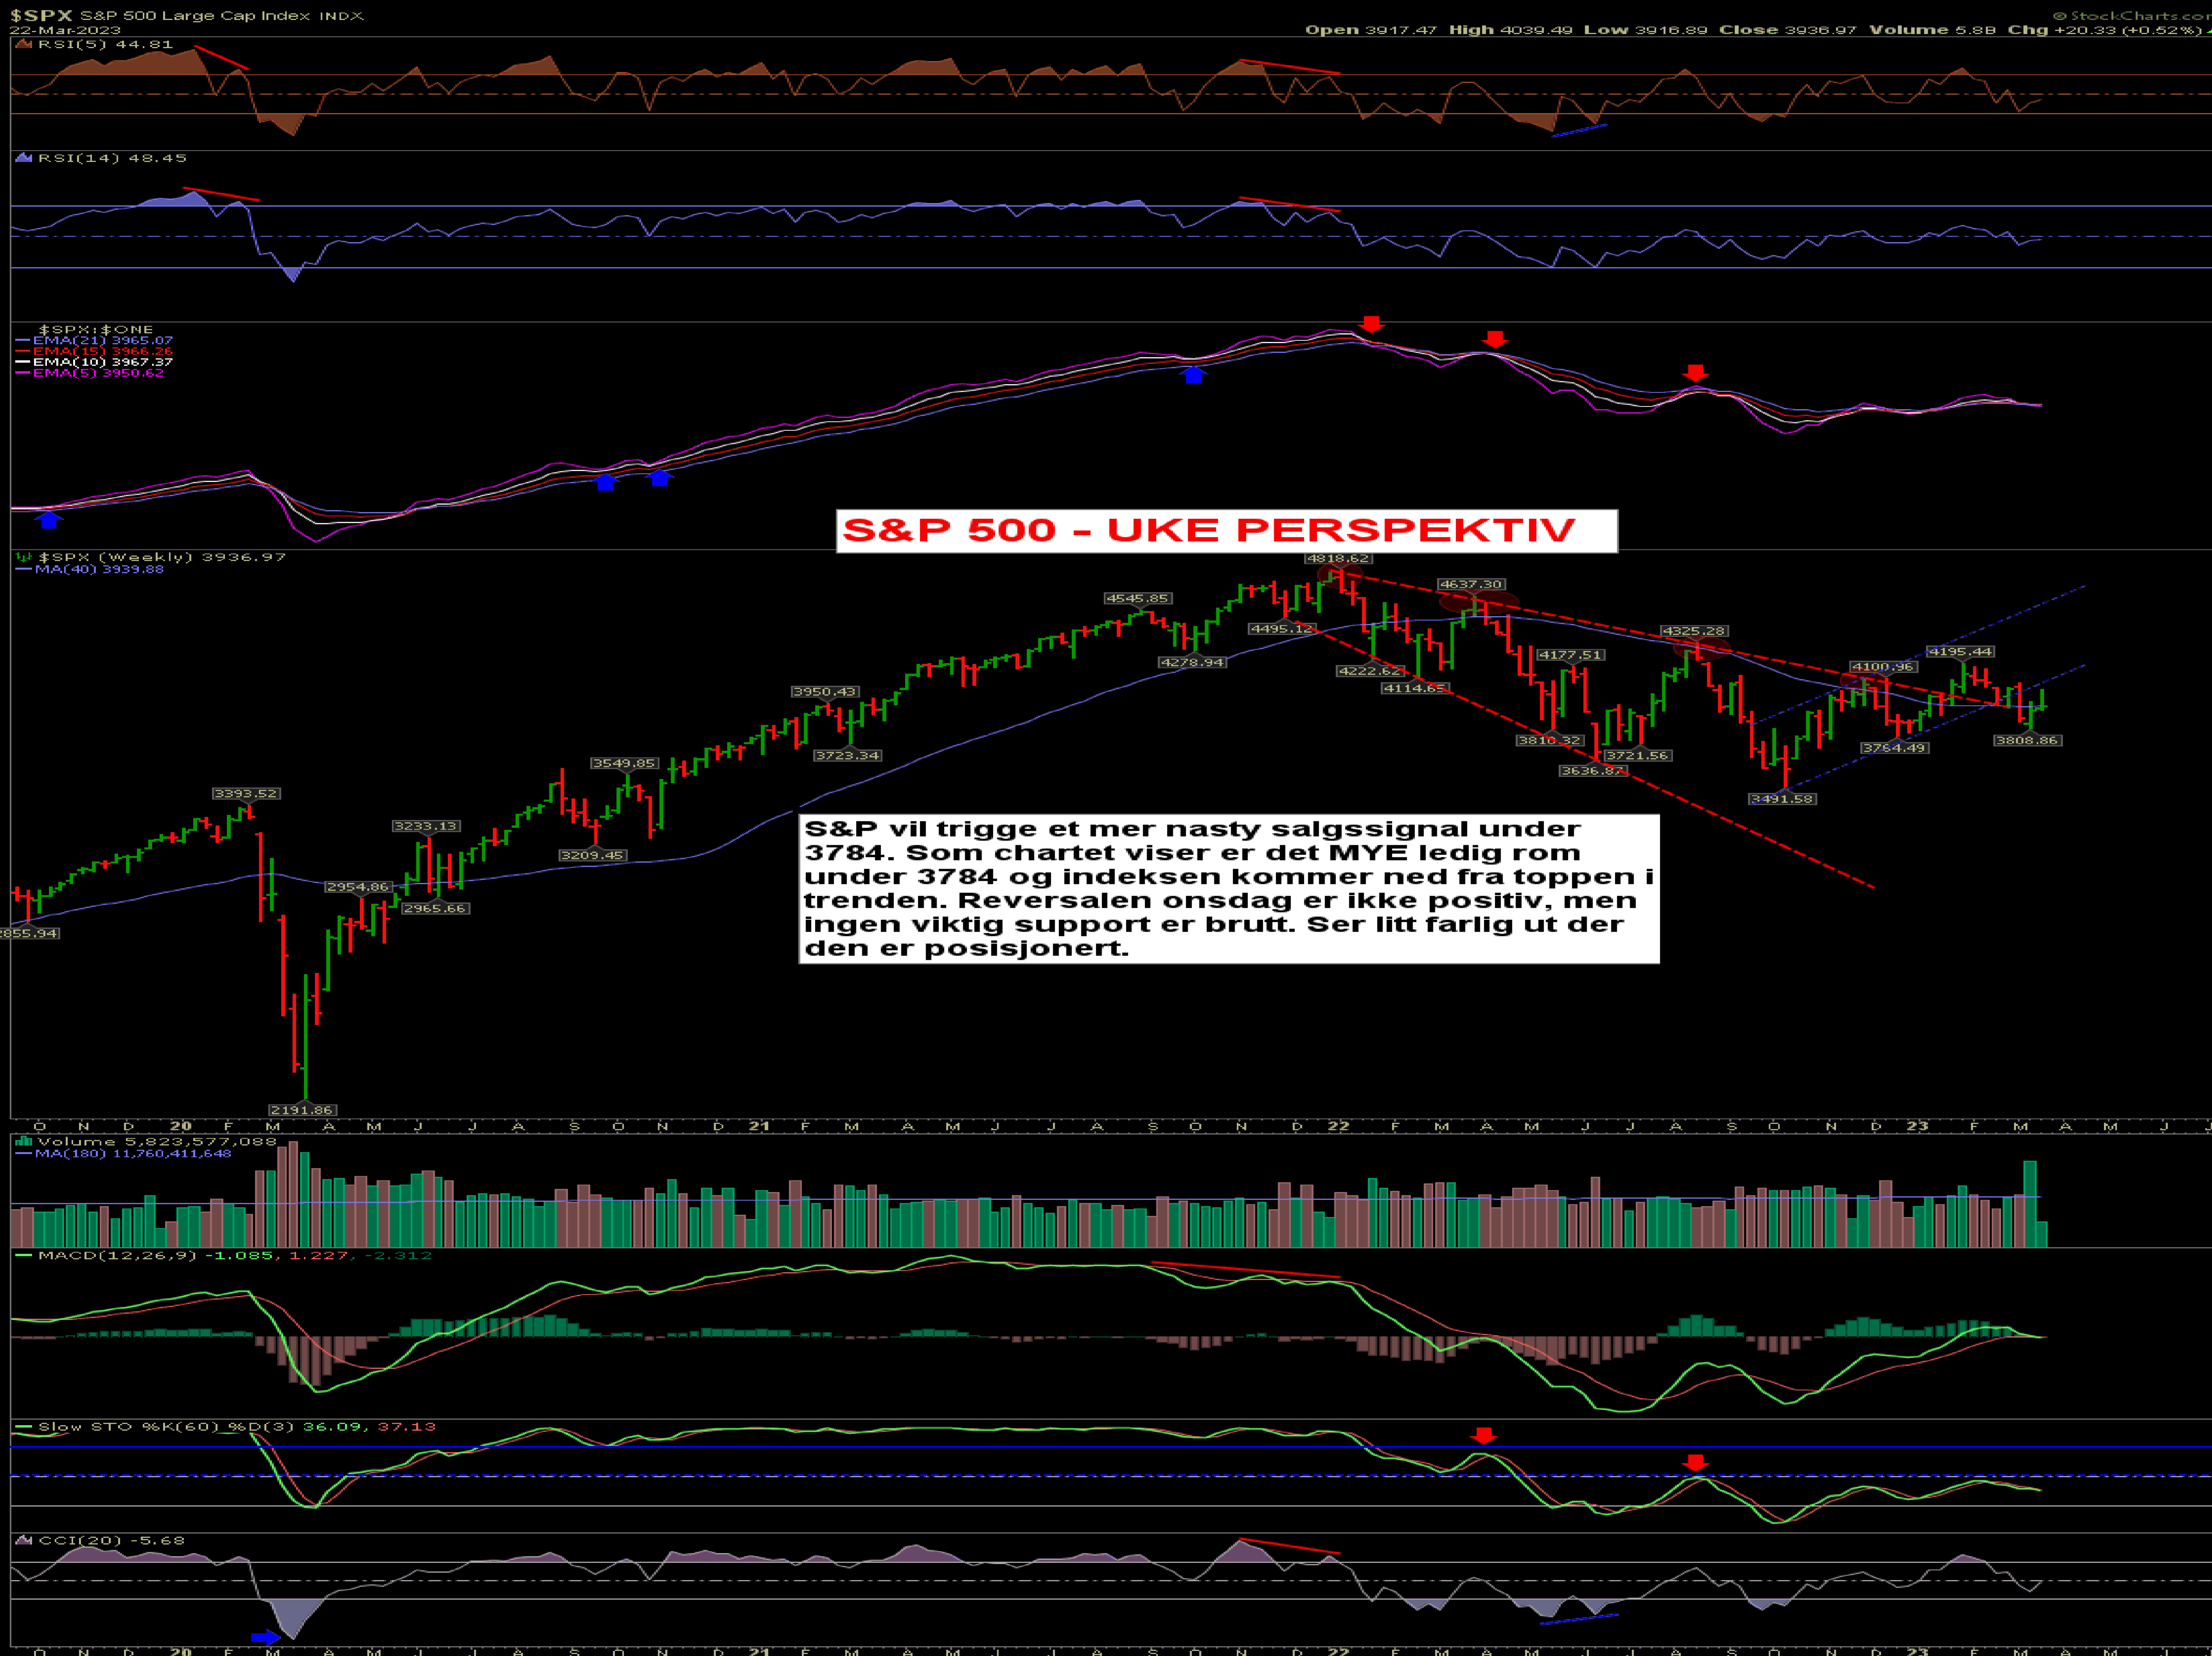 $SPX S&P 500 Large Cap Index INDX
© StockCharts.com
22-Mar-2023
Open 3917.47 High 4039.49 Low 3916.89 Close 3936.97 Volume 5.8B Chg +20.33 (+0.52%)
RSI(5) 44.81
RSI(14) 48.45
$SPX:$ONE
EMA(21) 3965.07
EMA(15) 3966.26
EMA(10) 3967.37
EMA(5) 3950.62
S&P 500 - UKE PERSPEKTIV
$SPX (Weekly) 3936.97
MA(40) 3939.88
4818.62
4637.30
4545.85
4495.12
4325.28
4278.94
4222.62
4177.51
4195.44
4100.96
4114.65
3950.43
3810.32
3808.86
3764.49
3723.34
3721.56
3636.87
3549.85
3491.58
3393.52
3233.13
3209.45
2954.86
2965.66
2855.94
2191.86
S&P vil trigge et mer nasty salgssignal under
3784. Som chartet viser er det MYE ledig rom
under 3784 og indeksen kommer ned fra toppen i
trenden. Reversalen onsdag er ikke positiv, men
ingen viktig support er brutt. Ser litt farlig ut der
den er posisjonert.
O N D 20 F M A M J J A S O N D 21 F M A M J J A S O N D 22 F M A M J J A S O N D 23 F M A M J J
Volume 5,823,577,088
MA(180) 11,760,411,648
MACD(12,26,9) -1.085, 1.227, -2.312
Slow STO %K(60) %D(3) 36.09, 37.13
CCI(20) -5.68
O N D 20 F M A M J J A S O N D 21 F M A M J J A S O N D 22 F M A M J J A S O N D 23 F M A M J J